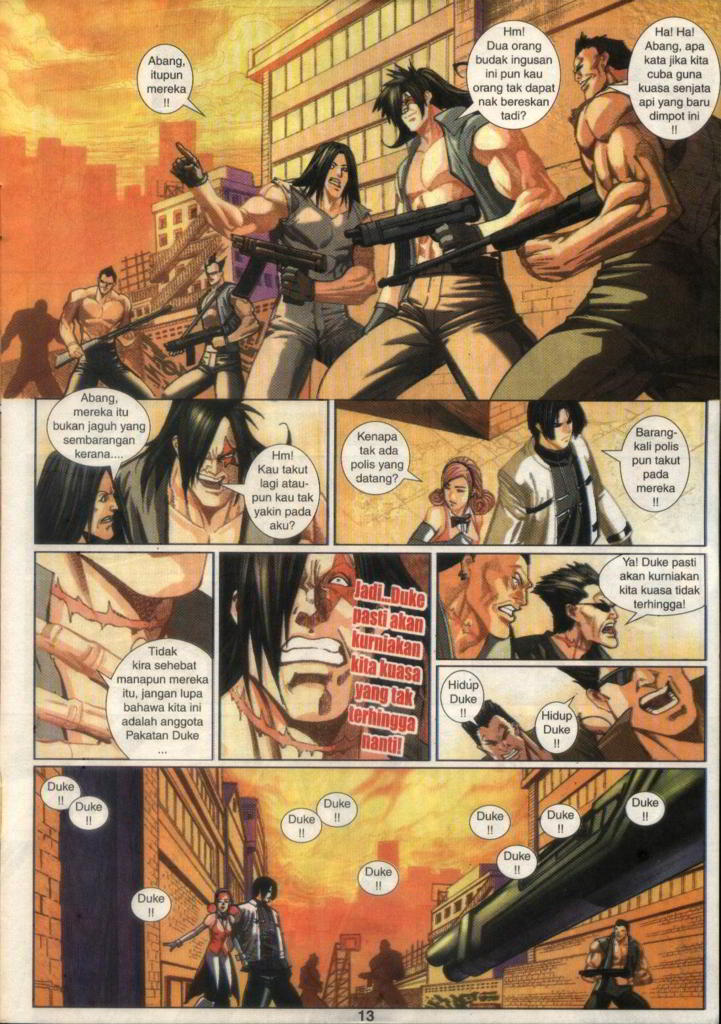 Abang,
itupun
mereka
!!
Hm!
Dua orang
budak ingusan
ini pun kau
orang tak dapat
nak bereskan
tadi?
Ha! Ha!
Abang, apa
kata jika kita
cuba guna
kuasa senjata
api yang baru
dimpot ini
!!
Abang,
mereka itu
bukan jaguh yang
sembarangan
kerana....
Hm!
Kau takut
lagi atau-
pun kau tak
yakin pada
aku?
Kenapa
tak ada
polis yang
datang?
Barang-
kali polis
pun takut
pada
mereka
!!
Tidak
kira sehebat
manapun mereka
itu, jangan lupa
bahawa kita ini
adalah anggota
Pakatan Duke
...
Jadi...Duke
pasti akan
kurniakan
kita kuasa
yang tak
terhingga
nanti!
Ya! Duke pasti
akan kurniakan
kita kuasa tidak
terhingga!
Hidup
Duke
!!
Hidup
Duke
!!
Duke
!!
Duke
!!
Duke
!!
Duke
!!
Duke
!!
Duke
!!
Duke
!!
Duke
!!
Duke
!!
Duke
!!
13